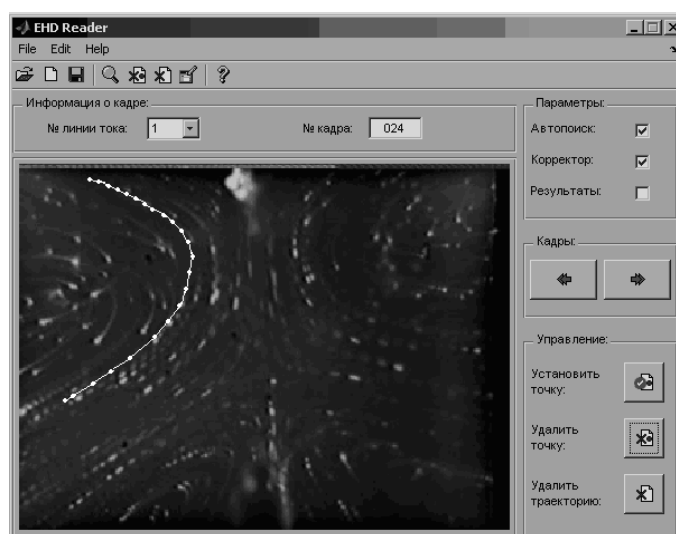 EHD Reader
File Edit Help
Информация о кадре:
№ линии тока: 1
№ кадра: 024
Параметры:
Автопоиск:
Корректор:
Результаты:
Кадры:
Управление:
Установить
точку:
Удалить
точку:
Удалить
траекторию: